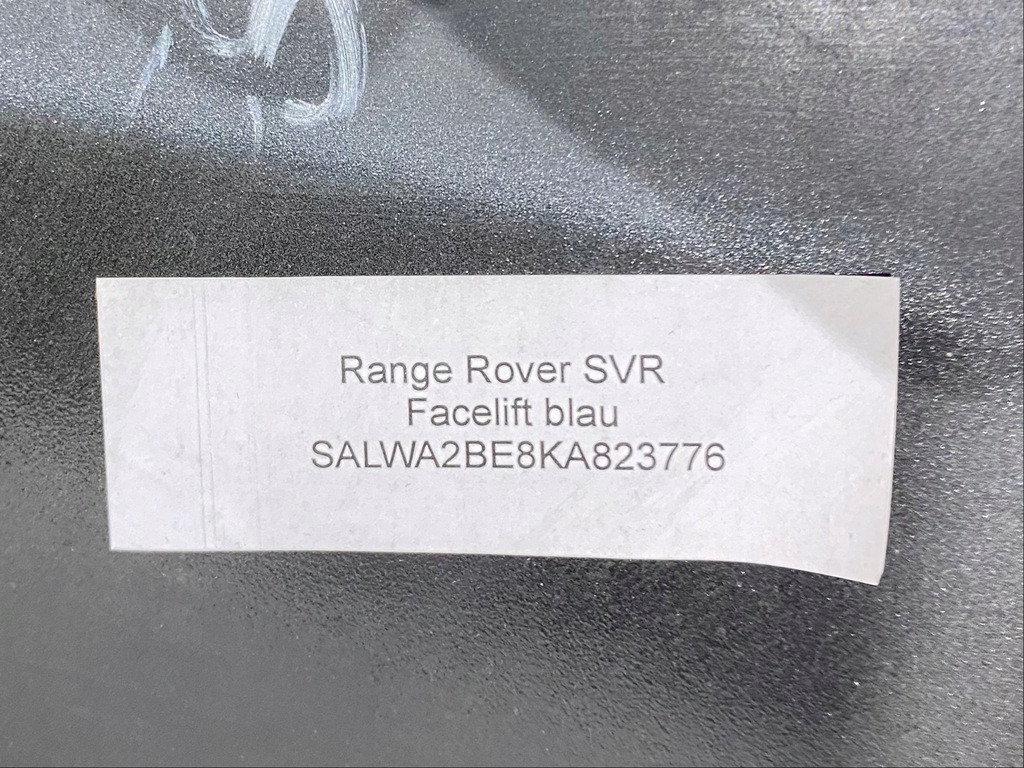 Range Rover SVR
Facelift blau
SALWA2BE8KA823776